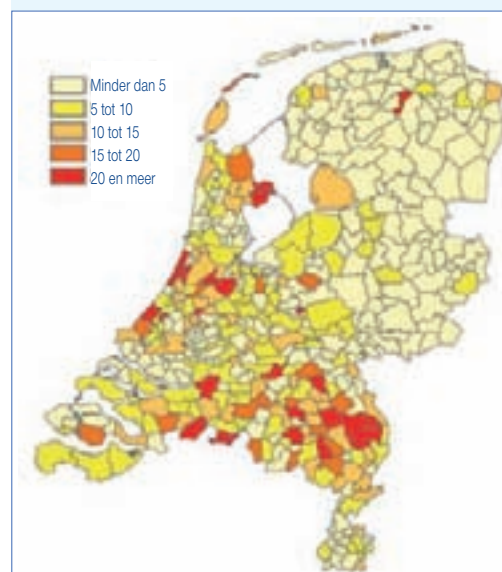 Minder dan 5
5 tot 10
10 tot 15
15 tot 20
20 en meer